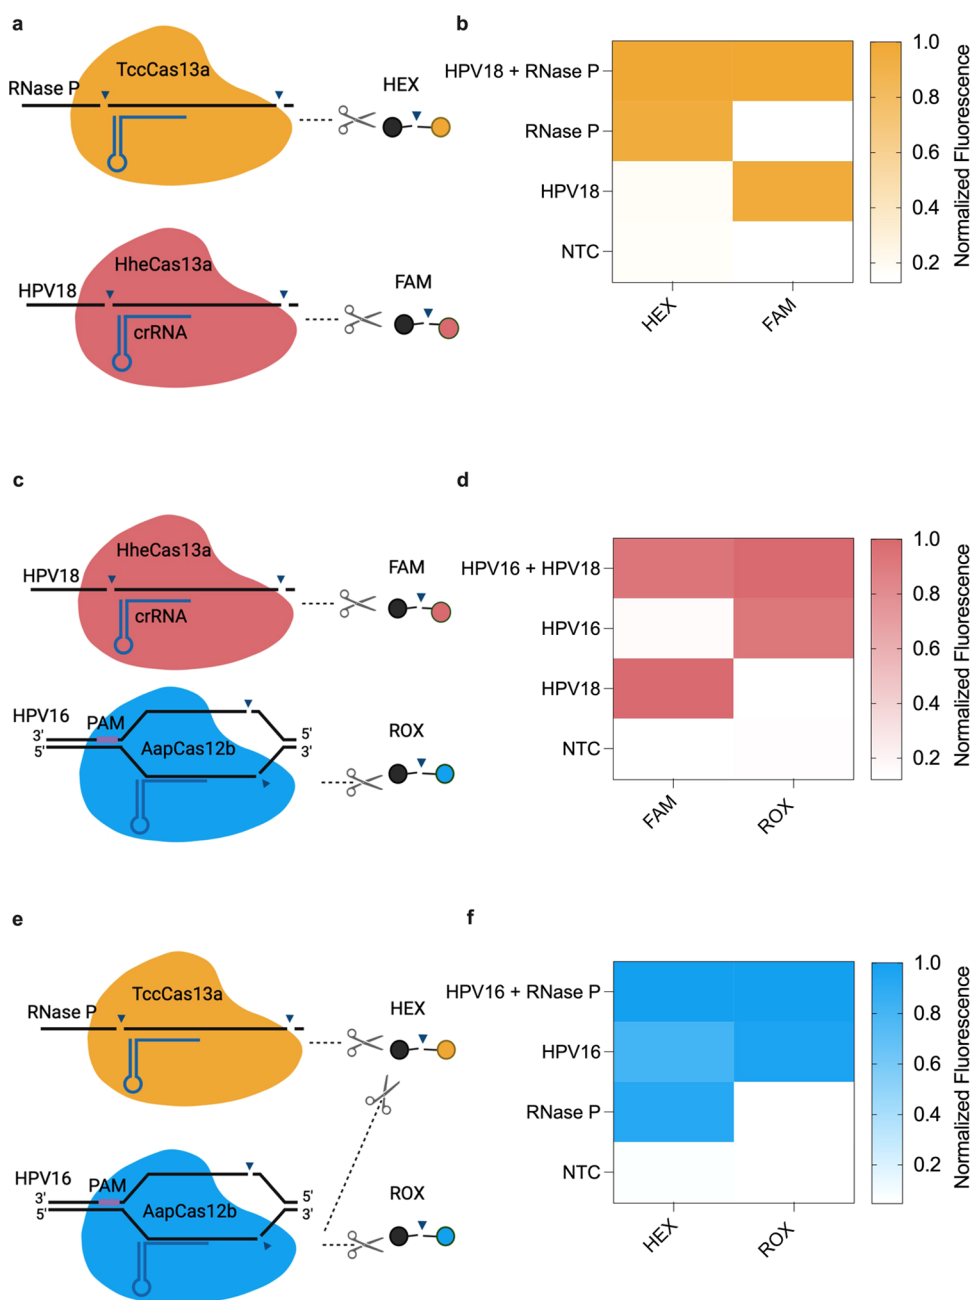 a
RNase P
TccCas13a
HEX
HPV18
HheCas13a
crRNA
FAM
b
HPV18 + RNase P
RNase P
HPV18
NTC
HEX
FAM
1.0
0.8
0.6
0.4
0.2
Normalized Fluorescence
c
HPV18
HheCas13a
crRNA
FAM
HPV16
3'
5'
PAM
AapCas12b
5'
3'
ROX
d
HPV16 + HPV18
HPV16
HPV18
NTC
FAM
ROX
1.0
0.8
0.6
0.4
0.2
Normalized Fluorescence
e
RNase P
TccCas13a
HEX
HPV16
3'
5'
PAM
AapCas12b
5'
3'
ROX
f
HPV16 + RNase P
HPV16
RNase P
NTC
HEX
ROX
1.0
0.8
0.6
0.4
0.2
Normalized Fluorescence